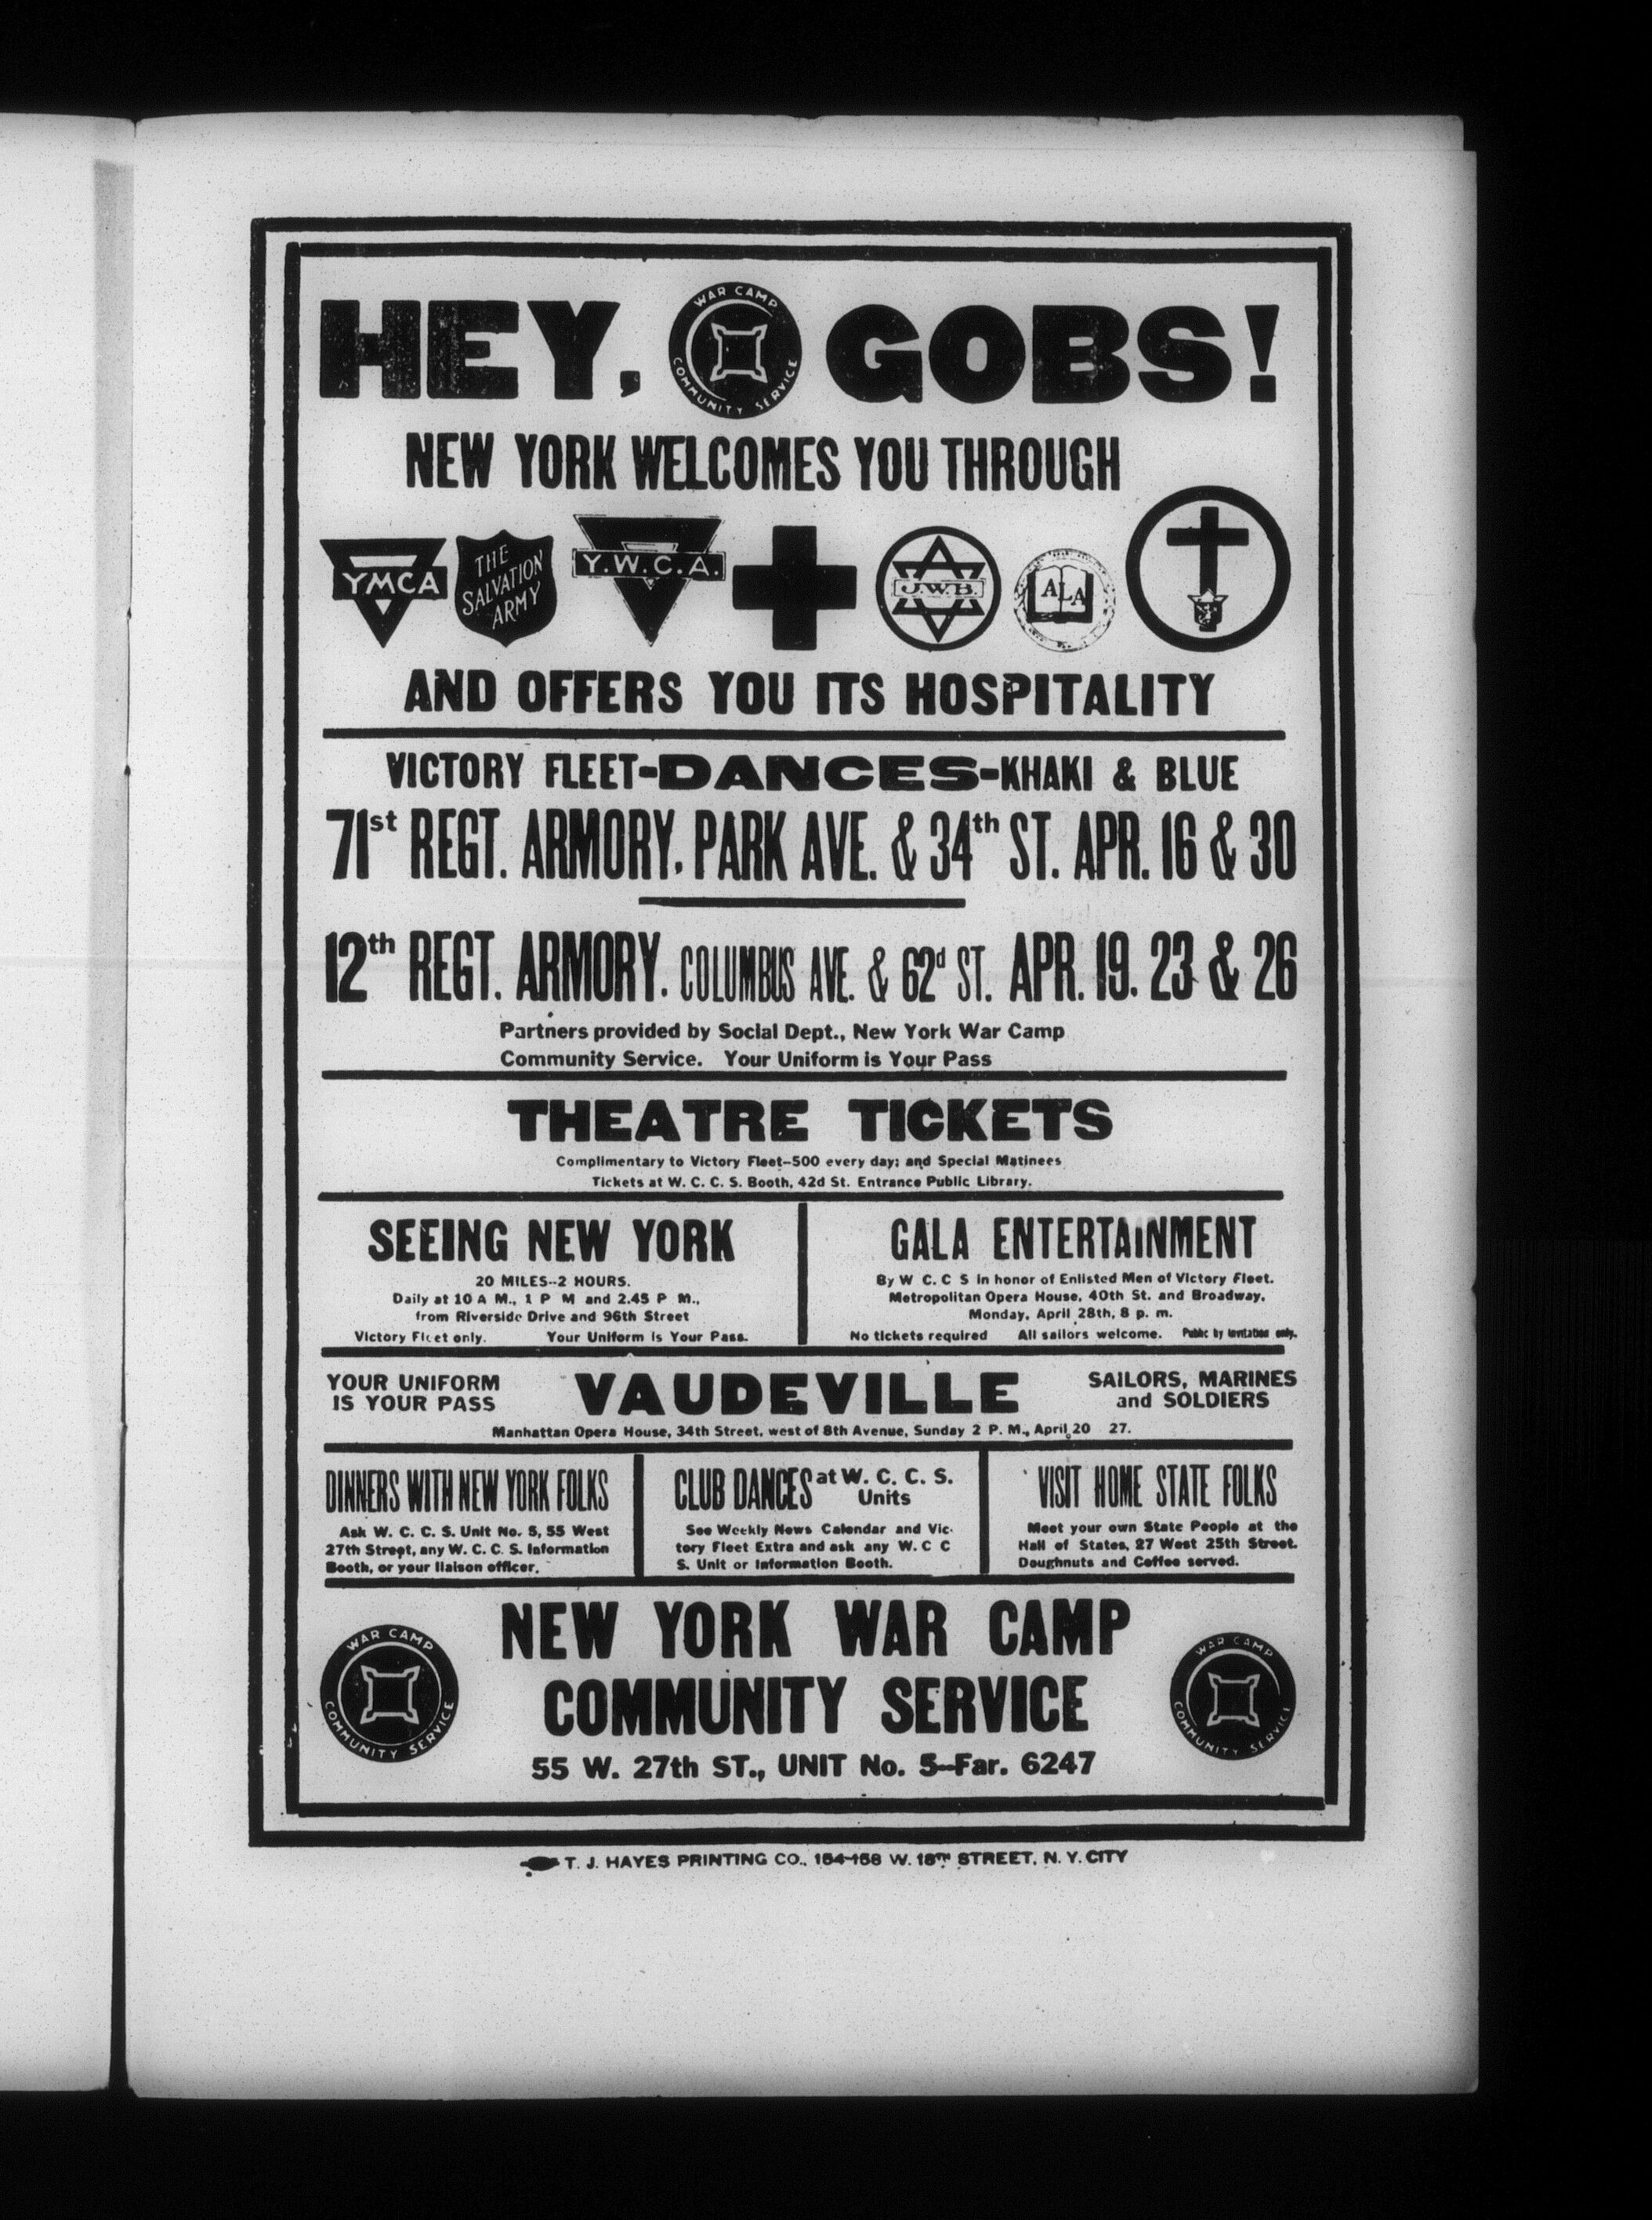 HEY, GOBS!
WAR CAMP COMMUNITY SERVICE
NEW YORK WELCOMES YOU THROUGH
YMCA
THE SALVATION ARMY
Y.W.C.A.
J.W.B.
ALA
AND OFFERS YOU ITS HOSPITALITY
VICTORY FLEET-DANCES-KHAKI & BLUE
71st REGT. ARMORY, PARK AVE. & 34th ST. APR. 16 & 30
12th REGT. ARMORY. COLUMBUS AVE. & 62d ST. APR. 19. 23 & 26
Partners provided by Social Dept., New York War Camp
Community Service. Your Uniform is Your Pass
THEATRE TICKETS
Complimentary to Victory Fleet--500 every day; and Special Matinees
Tickets at W. C. C. S. Booth, 42d St. Entrance Public Library.
SEEING NEW YORK
20 MILES--2 HOURS.
Daily at 10 A M., 1 P M and 2.45 P M.,
from Riverside Drive and 96th Street
Victory Fleet only. Your Uniform is Your Pass.
GALA ENTERTAINMENT
By W C. C S in honor of Enlisted Men of Victory Fleet.
Metropolitan Opera House, 40th St. and Broadway,
Monday, April 28th, 8 p. m.
No tickets required All sailors welcome. Public by invitation only.
YOUR UNIFORM
IS YOUR PASS
VAUDEVILLE
SAILORS, MARINES
and SOLDIERS
Manhattan Opera House, 34th Street, west of 8th Avenue, Sunday 2 P. M., April 20 27.
DINNERS WITH NEW YORK FOLKS
Ask W. C. C. S. Unit No. 5, 55 West
27th Street, any W. C. C. S. Information
Booth, or your liaison officer.
CLUB DANCES at W. C. C. S.
Units
See Weekly News Calendar and Vic-
tory Fleet Extra and ask any W. C C
S. Unit or Information Booth.
VISIT HOME STATE FOLKS
Meet your own State People at the
Hall of States, 27 West 25th Street.
Doughnuts and Coffee served.
NEW YORK WAR CAMP
COMMUNITY SERVICE
55 W. 27th ST., UNIT No. 5--Far. 6247
WAR CAMP COMMUNITY SERVICE
WAR CAMP COMMUNITY SERVICE
T. J. HAYES PRINTING CO., 154-158 W. 18TH STREET, N. Y. CITY